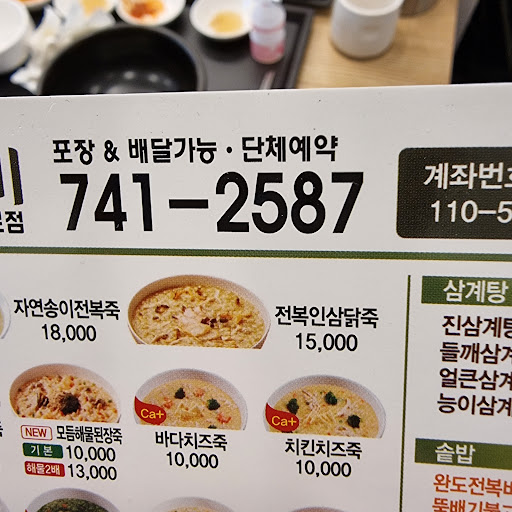 포장 & 배달가능 · 단체예약
741-2587
점
계좌번호
110-5
자연송이전복죽
18,000
전복인삼닭죽
15,000
삼계탕
진삼계탕
들깨삼계
얼큰삼계
능이삼계
NEW 모듬해물된장죽
기본 10,000
해물2배 13,000
Ca+
바다치즈죽
10,000
Ca+
치킨치즈죽
10,000
솥밥
완도전복
뚝배기불